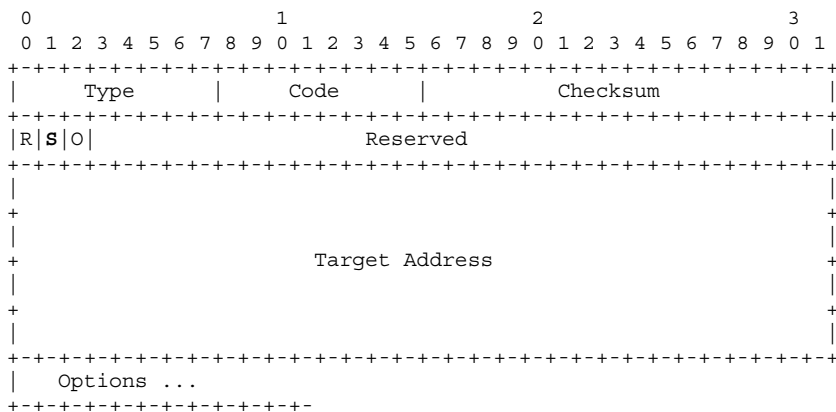 0                   1                   2                   3
 0 1 2 3 4 5 6 7 8 9 0 1 2 3 4 5 6 7 8 9 0 1 2 3 4 5 6 7 8 9 0 1
+-+-+-+-+-+-+-+-+-+-+-+-+-+-+-+-+-+-+-+-+-+-+-+-+-+-+-+-+-+-+-+-+
|     Type      |     Code      |          Checksum             |
+-+-+-+-+-+-+-+-+-+-+-+-+-+-+-+-+-+-+-+-+-+-+-+-+-+-+-+-+-+-+-+-+
|R|S|O|                     Reserved                            |
+-+-+-+-+-+-+-+-+-+-+-+-+-+-+-+-+-+-+-+-+-+-+-+-+-+-+-+-+-+-+-+-+
|                                                               |
+                                                               +
|                                                               |
+                       Target Address                          +
|                                                               |
+                                                               +
|                                                               |
+-+-+-+-+-+-+-+-+-+-+-+-+-+-+-+-+-+-+-+-+-+-+-+-+-+-+-+-+-+-+-+-+
|   Options ...
+-+-+-+-+-+-+-+-+-+-+-+-